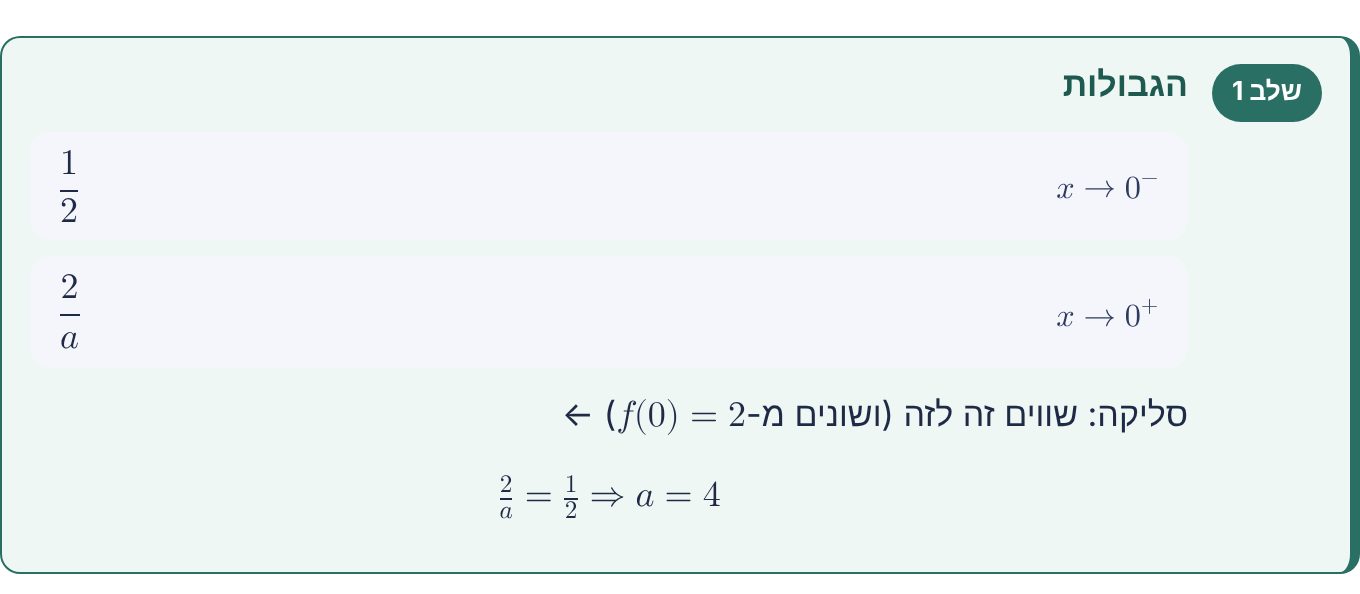 שלב 1
הגבולות
x → 0⁻ 1/2
x → 0⁺ 2/a
סליקה: שווים זה לזה (ושונים מ-f(0) = 2) ←
2/a = 1/2 ⇒ a = 4